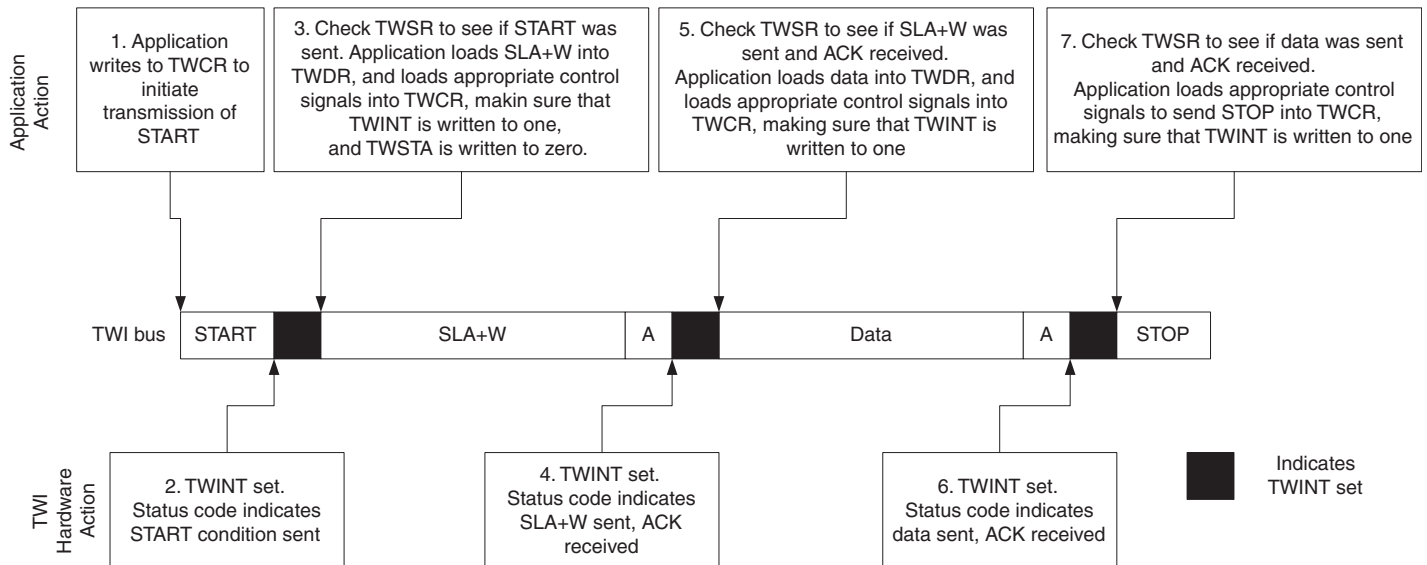 Application
Action
1. Application
writes to TWCR to
initiate
transmission of
START
3. Check TWSR to see if START was
sent. Application loads SLA+W into
TWDR, and loads appropriate control
signals into TWCR, makin sure that
TWINT is written to one,
and TWSTA is written to zero.
5. Check TWSR to see if SLA+W was
sent and ACK received.
Application loads data into TWDR, and
loads appropriate control signals into
TWCR, making sure that TWINT is
written to one
7. Check TWSR to see if data was sent
and ACK received.
Application loads appropriate control
signals to send STOP into TWCR,
making sure that TWINT is written to one
TWI bus
START
SLA+W
A
Data
A
STOP
TWI
Hardware
Action
2. TWINT set.
Status code indicates
START condition sent
4. TWINT set.
Status code indicates
SLA+W sent, ACK
received
6. TWINT set.
Status code indicates
data sent, ACK received
Indicates
TWINT set